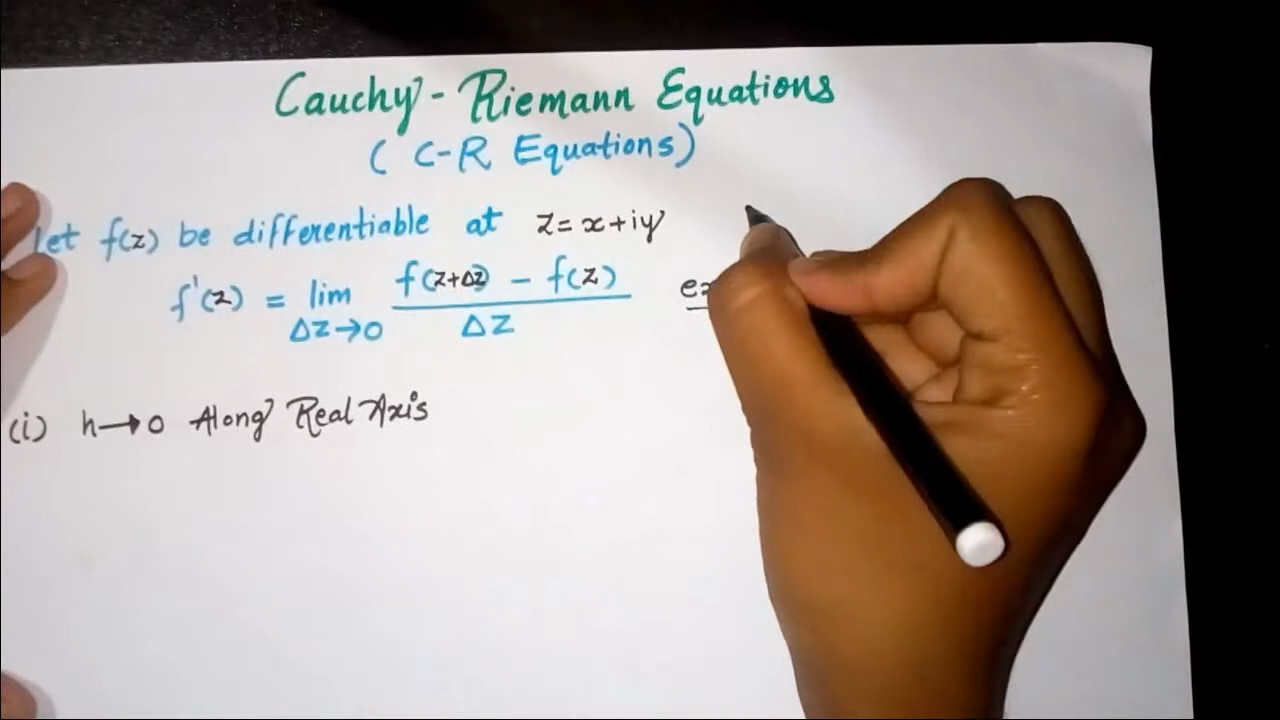 Cauchy - Riemann Equations
( C-R Equations)
Let f(z) be differentiable at z = x+iy
f'(z) = lim Δz→0 f(z+Δz) - f(z) / Δz
(i) h→0 Along Real Axis